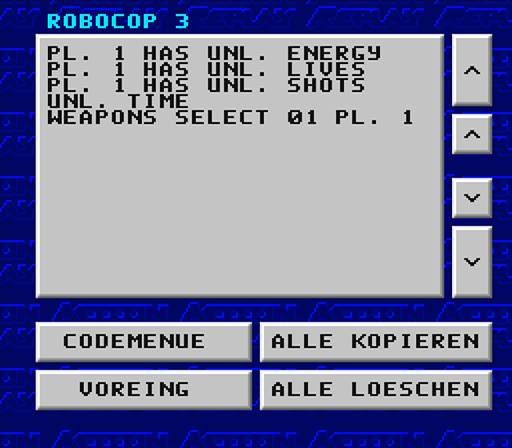 ROBOCOP 3
PL. 1 HAS UNL. ENERGY
PL. 1 HAS UNL. LIVES
PL. 1 HAS UNL. SHOTS
UNL. TIME
WEAPONS SELECT 01 PL. 1
CODEMENUE
ALLE KOPIEREN
VOREING
ALLE LOESCHEN